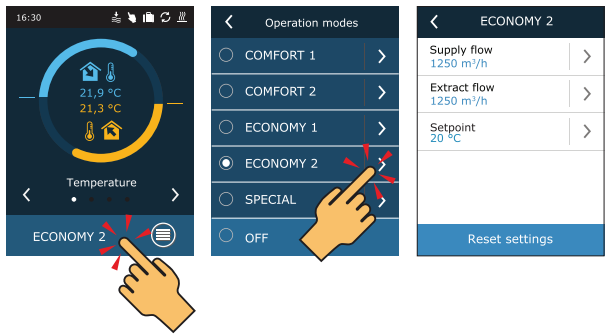 16:30
21,9 °C
21,3 °C
Temperature
ECONOMY 2
Operation modes
COMFORT 1
COMFORT 2
ECONOMY 1
ECONOMY 2
SPECIAL
OFF
ECONOMY 2
Supply flow
1250 m³/h
Extract flow
1250 m³/h
Setpoint
20 °C
Reset settings